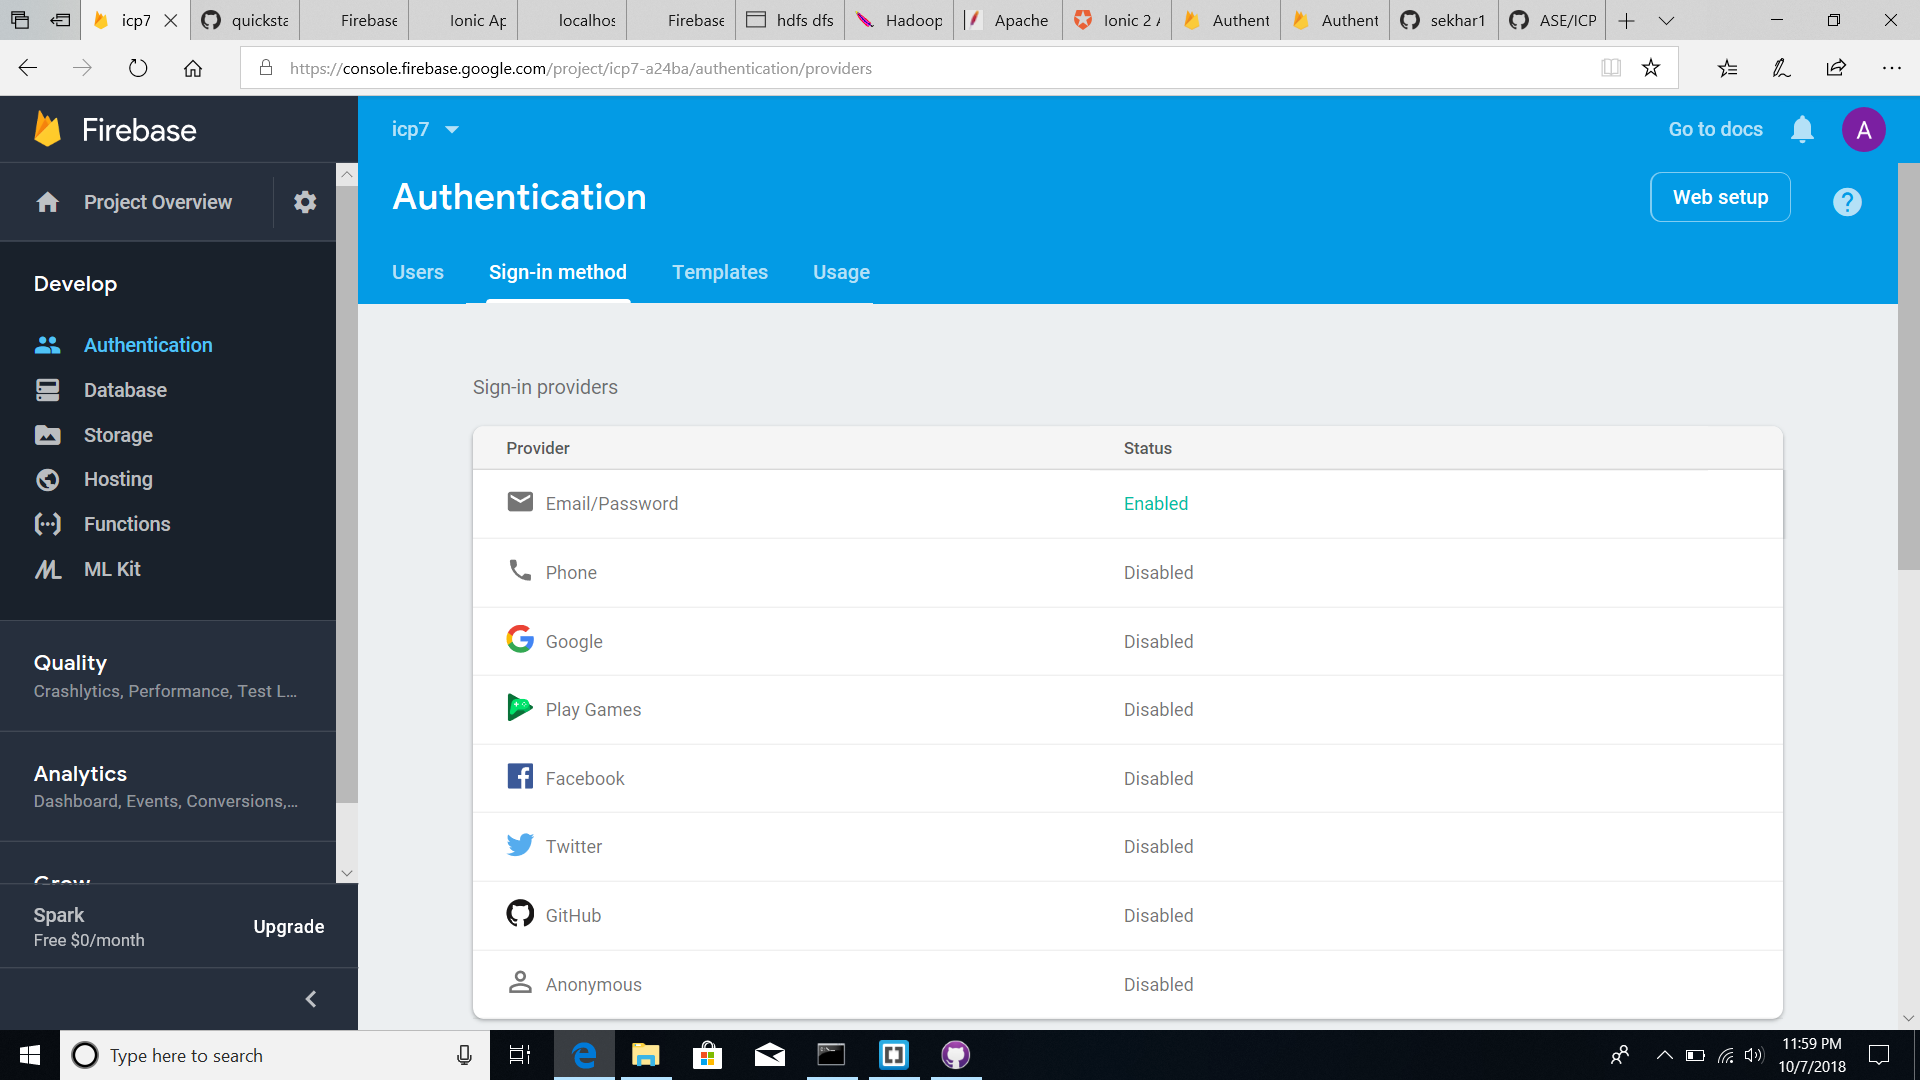 icp7
quicksta
Firebase
Ionic Ap
localhos
Firebase
hdfs dfs
Hadoop
Apache
Ionic 2 A
Authent
Authent
sekhar1
ASE/ICP
https://console.firebase.google.com/project/icp7-a24ba/authentication/providers
Firebase
icp7
Go to docs
A
Project Overview
Authentication
Web setup
?
Users
Sign-in method
Templates
Usage
Develop
Authentication
Database
Storage
Hosting
Functions
ML Kit
Quality
Crashlytics, Performance, Test L...
Analytics
Dashboard, Events, Conversions,...
Grow
Spark
Free $0/month
Upgrade
Sign-in providers
Provider Status
Email/Password Enabled
Phone Disabled
Google Disabled
Play Games Disabled
Facebook Disabled
Twitter Disabled
GitHub Disabled
Anonymous Disabled
Type here to search
11:59 PM
10/7/2018